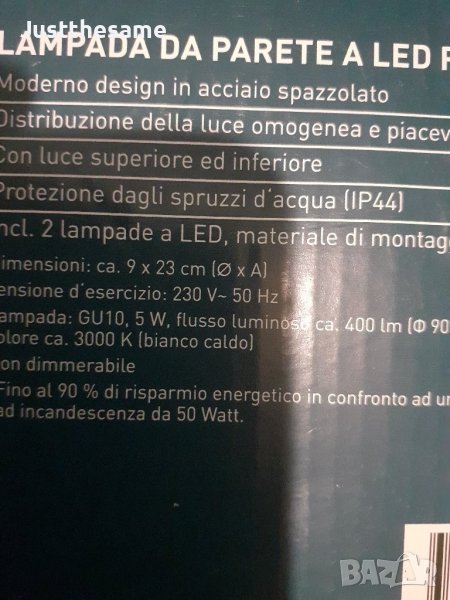 Justthesame
LAMPADA DA PARETE A LED
Moderno design in acciaio spazzolato
Distribuzione della luce omogenea e piacev
Con luce superiore ed inferiore
Protezione dagli spruzzi d'acqua (IP44)
ncl. 2 lampade a LED, materiale di montagg
imensioni: ca. 9 x 23 cm (Ø x A)
ensione d'esercizio: 230 V~ 50 Hz
ampada: GU10, 5 W, flusso luminoso ca. 400 lm (Φ 90
olore ca. 3000 K (bianco caldo)
on dimmerabile
Fino al 90 % di risparmio energetico in confronto ad un
ad incandescenza da 50 Watt.
BAZAR